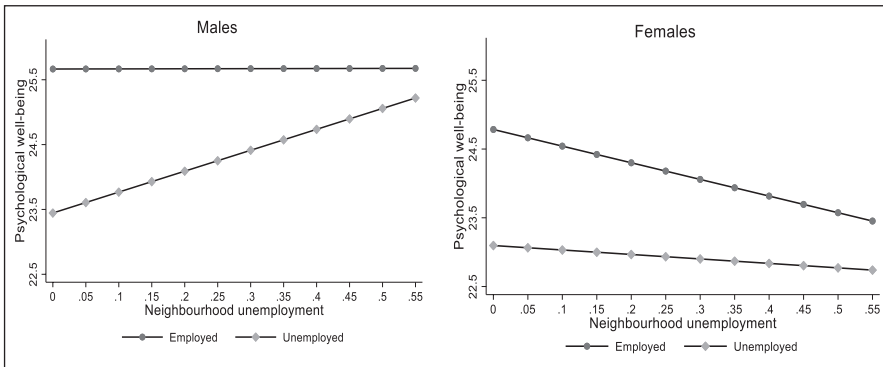 Males
Psychological well-being
25.5
24.5
23.5
22.5
0 .05 .1 .15 .2 .25 .3 .35 .4 .45 .5 .55
Neighbourhood unemployment
Employed Unemployed
Females
Psychological well-being
25.5
24.5
23.5
22.5
0 .05 .1 .15 .2 .25 .3 .35 .4 .45 .5 .55
Neighbourhood unemployment
Employed Unemployed